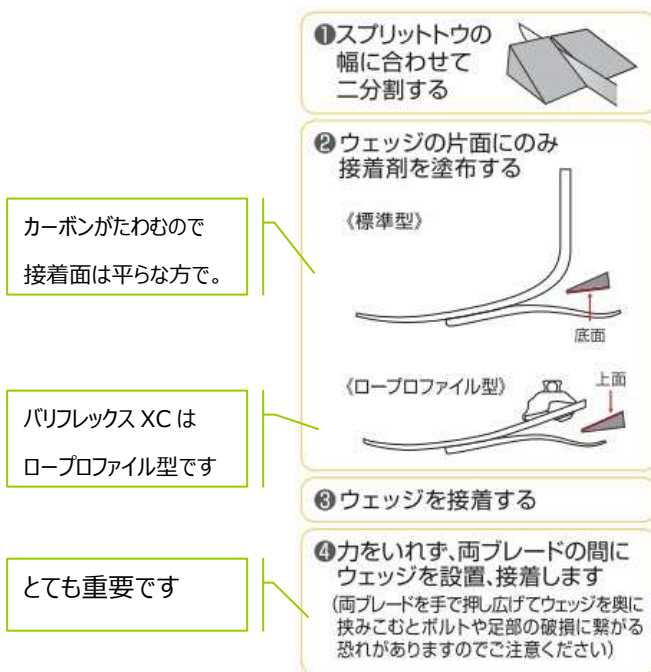 ❶スプリットトウの
幅に合わせて
二分割する
❷ウェッジの片面にのみ
接着剤を塗布する
カーボンがたわむので
接着面は平らな方で。
《標準型》
底面
《ロープロファイル型》
上面
バリフレックス XC は
ロープロファイル型です
❸ウェッジを接着する
❹力をいれず、両ブレードの間に
ウェッジを設置、接着します
(両ブレードを手で押し広げてウェッジを奥に
挟みこむとボルトや足部の破損に繋がる
恐れがありますのでご注意ください)
とても重要です